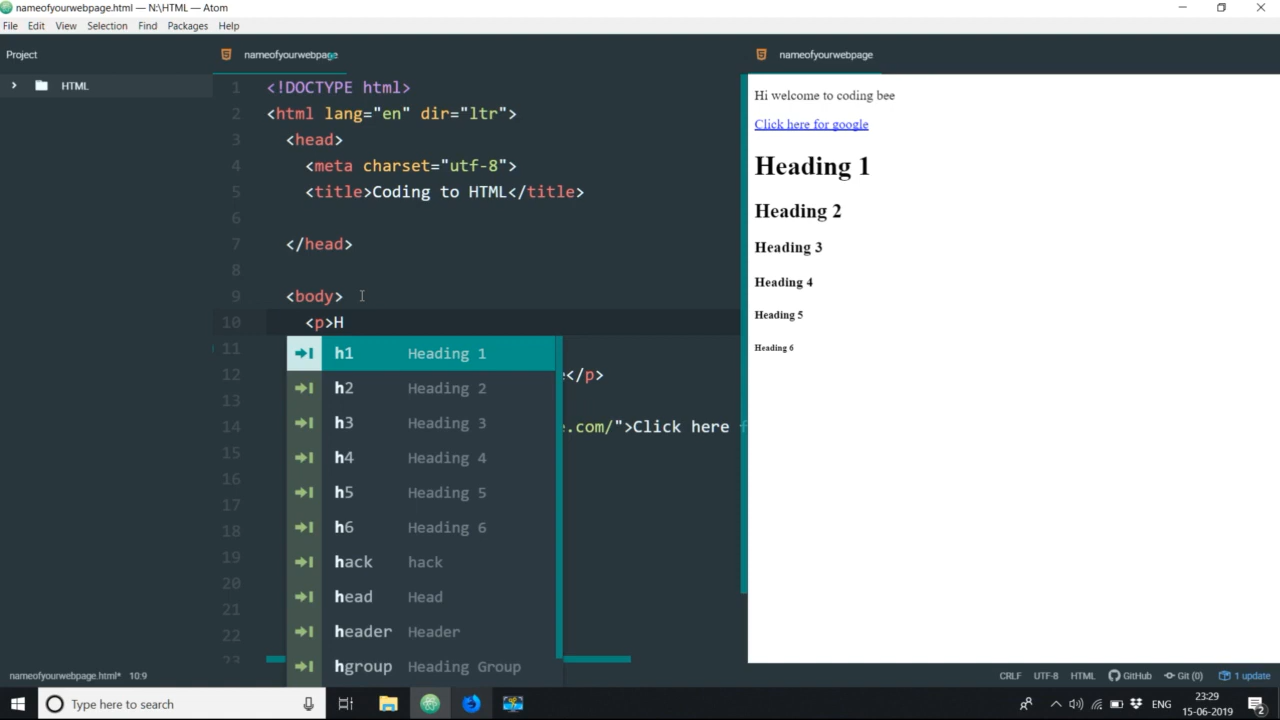 nameofyourwebpage.html — N:\HTML — Atom
File Edit View Selection Find Packages Help
Project
nameofyourwebpage
nameofyourwebpage
HTML
1 <!DOCTYPE html>
2 <html lang="en" dir="ltr">
3 <head>
4 <meta charset="utf-8">
5 <title>Coding to HTML</title>
6
7 </head>
8
9 <body>
10 <p>H
11
12 </p>
13
14 e.com/">Click here
15
16
17
18
19
20
21
22
23
h1 Heading 1
h2 Heading 2
h3 Heading 3
h4 Heading 4
h5 Heading 5
h6 Heading 6
hack hack
head Head
header Header
hgroup Heading Group
Hi welcome to coding bee
Click here for google
Heading 1
Heading 2
Heading 3
Heading 4
Heading 5
Heading 6
nameofyourwebpage.html* 10:9
CRLF UTF-8 HTML GitHub Git (0) 1 update
Type here to search
ENG
23:29
15-06-2019
2